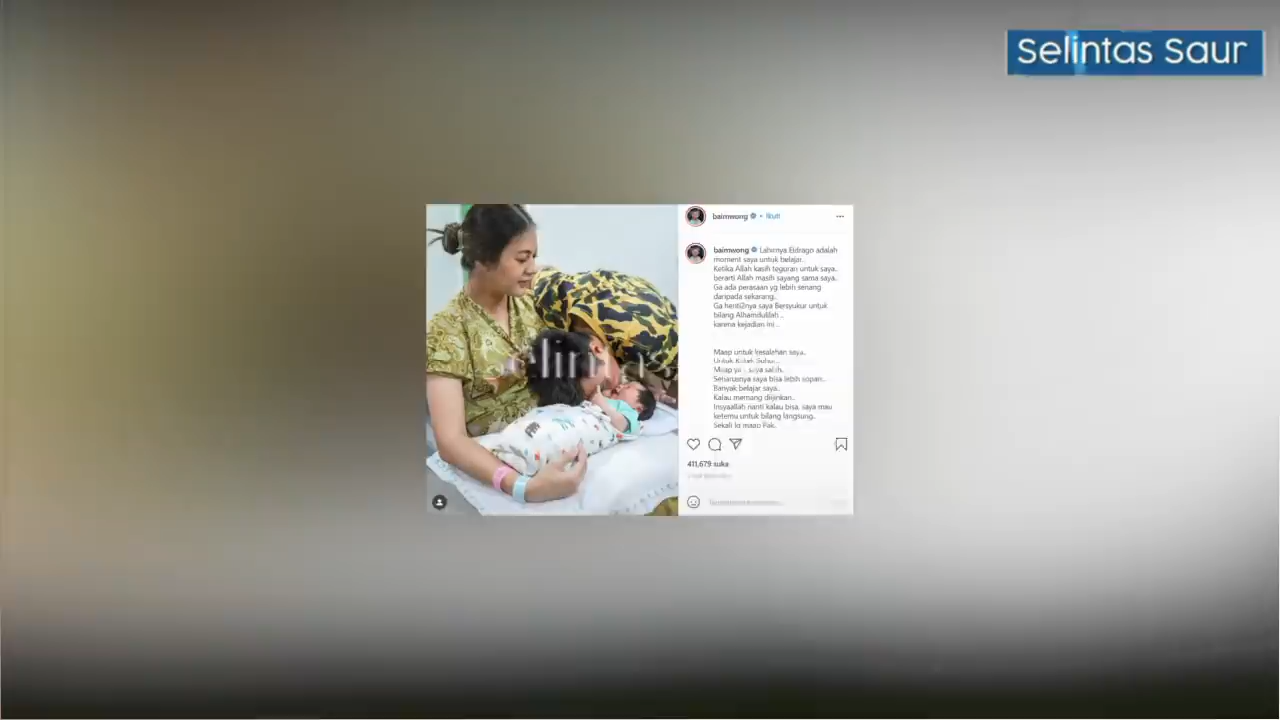 Selintas Saur
baimwong • Ikuti
baimwong Lahirnya Eldrago adalah
moment saya untuk belajar..
Ketika Allah kasih teguran untuk saya..
berarti Allah masih sayang sama saya..
Ga ada perasaan yg lebih senang
daripada sekarang..
Ga henti2nya saya Bersyukur untuk
bilang Alhamdulillah ..
karena kejadian ini ..
Maap untuk kesalahan saya..
Untuk Kakek Suhud..
Maap ya .. saya salah..
Seharusnya saya bisa lebih sopan..
Banyak belajar saya..
Kalau memang diijinkan..
Insyaallah nanti kalau bisa, saya mau
ketemu untuk bilang langsung..
Sekali lg maap Pak.
elintas
411,679 suka